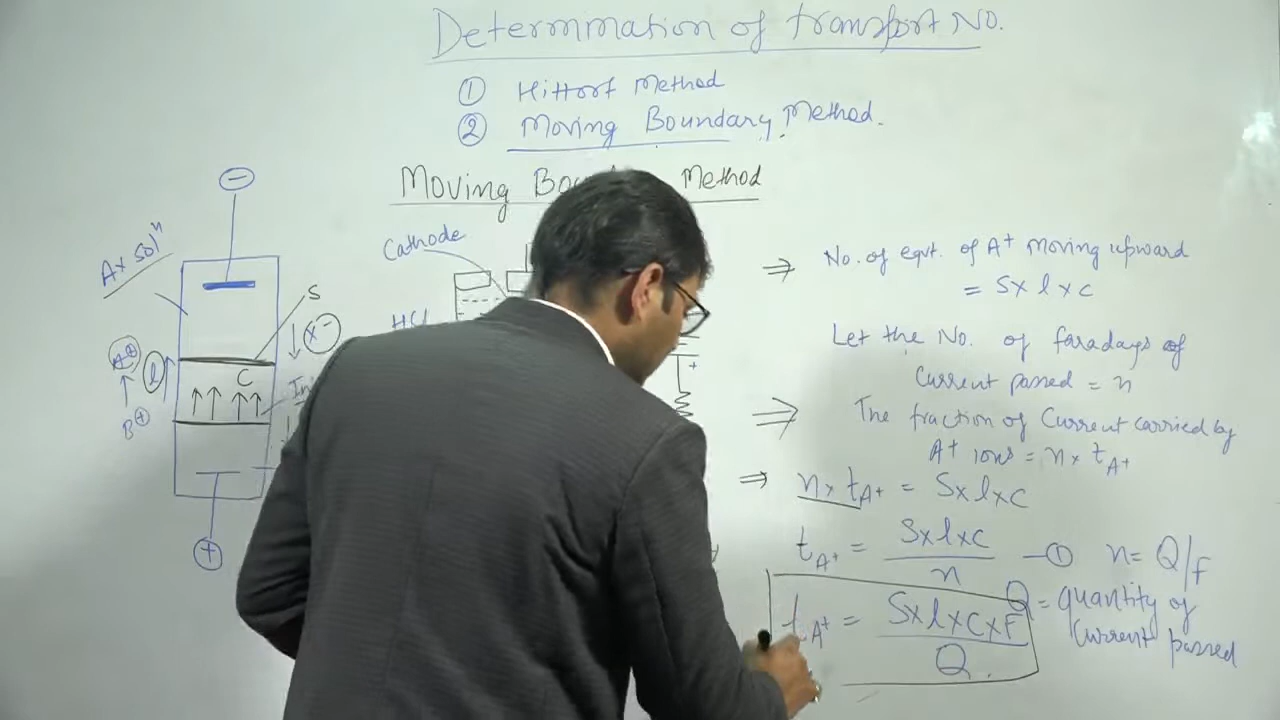 Determination of transport No.
① Hittorf Method
② Moving Boundary Method.
Moving Method
Cathode
HCl
+
⊖
AX solⁿ
S
A⊕
l
X⁻
C
B⊕
⊕
⇒ No. of eqvt. of A⁺ moving upward
= S× l × C
Let the No. of faradays of
Current passed = n
⇒ The fraction of Current carried by
A⁺ ions = n × t_A⁺
⇒ n × t_A⁺ = S× l × C
t_A⁺ = S× l × C / n —① n = Q/F
Q = quantity of
Current passed
t_A⁺ = S× l × C × F / Q.